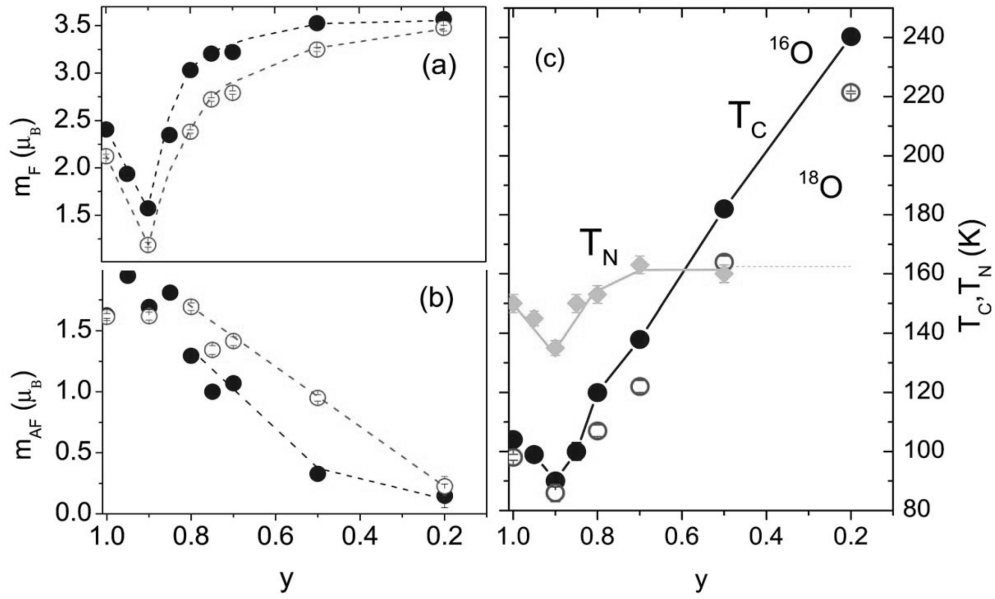 3.5
3.0
2.5
2.0
1.5
m_F (μ_B)
(a)
1.5
1.0
0.5
0.0
m_AF (μ_B)
(b)
1.0 0.8 0.6 0.4 0.2
y
(c)
¹⁶O
T_C
¹⁸O
T_N
240
220
200
180
160
140
120
100
80
T_C, T_N (K)
1.0 0.8 0.6 0.4 0.2
y